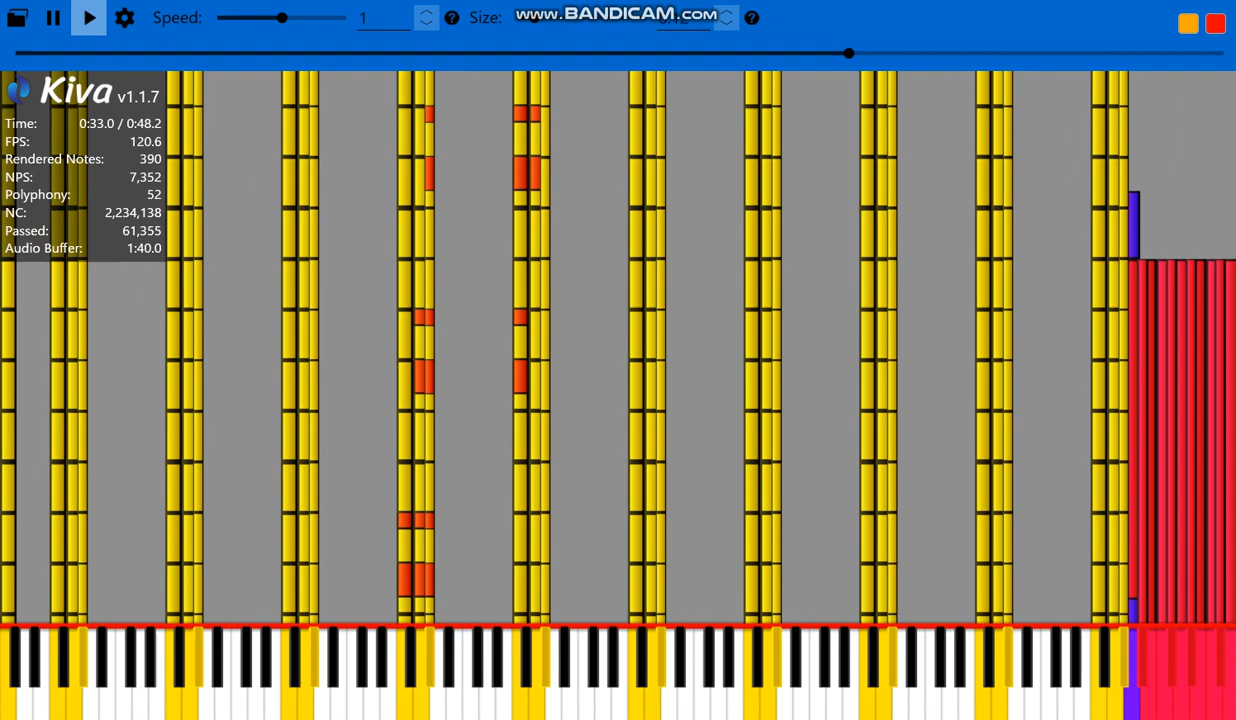 Speed: 1 Size:
www.BANDICAM.com
Kiva v1.1.7
Time: 0:33.0 / 0:48.2
FPS: 120.6
Rendered Notes: 390
NPS: 7,352
Polyphony: 52
NC: 2,234,138
Passed: 61,355
Audio Buffer: 1:40.0